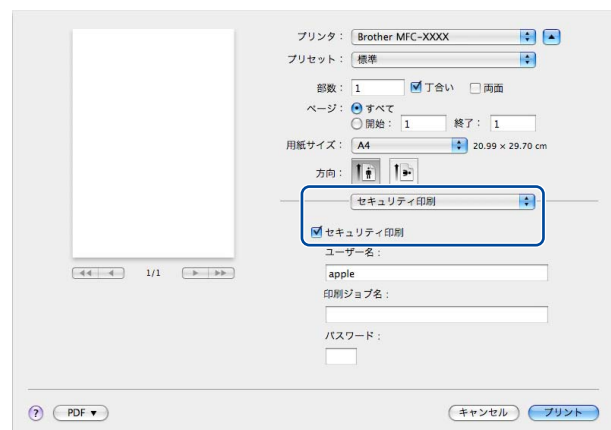 プリンタ： Brother MFC-XXXX
プリセット： 標準
部数： 1 丁合い 両面
ページ： すべて
開始： 1 終了： 1
用紙サイズ： A4 20.99 × 29.70 cm
方向：
セキュリティ印刷
セキュリティ印刷
ユーザー名：
apple
印刷ジョブ名：
パスワード：
1/1
? PDF ▼ キャンセル プリント